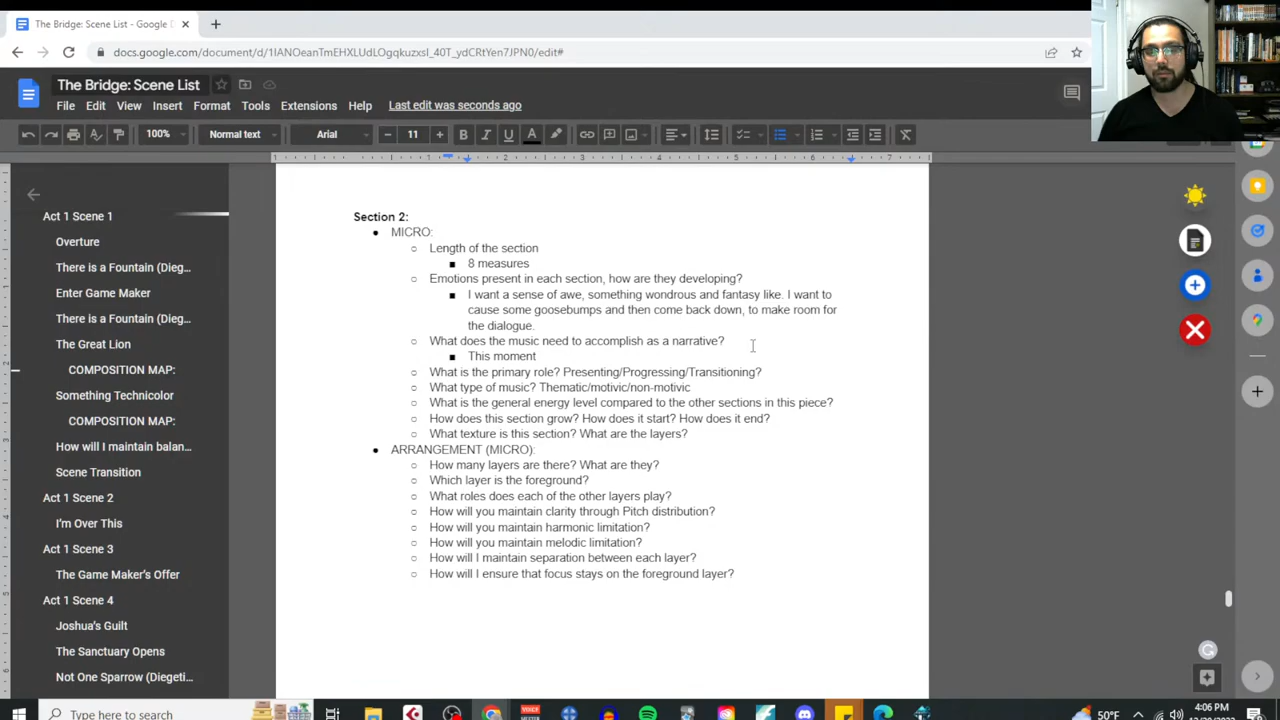 The Bridge: Scene List - Google D
docs.google.com/document/d/1IANOeanTmEHXLUdLOgqkuzxsI_40T_ydCRtYen7JPN0/edit#
The Bridge: Scene List
File Edit View Insert Format Tools Extensions Help Last edit was seconds ago
100% Normal text Arial 11
1 1 2 3 4 5 6 7
Act 1 Scene 1
Overture
There is a Fountain (Dieg...
Enter Game Maker
There is a Fountain (Dieg...
The Great Lion
COMPOSITION MAP:
Something Technicolor
COMPOSITION MAP:
How will I maintain balan...
Scene Transition
Act 1 Scene 2
I'm Over This
Act 1 Scene 3
The Game Maker's Offer
Act 1 Scene 4
Joshua's Guilt
The Sanctuary Opens
Not One Sparrow (Diegeti...
Section 2:
MICRO:
Length of the section
8 measures
Emotions present in each section, how are they developing?
I want a sense of awe, something wondrous and fantasy like. I want to
cause some goosebumps and then come back down, to make room for
the dialogue.
What does the music need to accomplish as a narrative?
This moment
What is the primary role? Presenting/Progressing/Transitioning?
What type of music? Thematic/motivic/non-motivic
What is the general energy level compared to the other sections in this piece?
How does this section grow? How does it start? How does it end?
What texture is this section? What are the layers?
ARRANGEMENT (MICRO):
How many layers are there? What are they?
Which layer is the foreground?
What roles does each of the other layers play?
How will you maintain clarity through Pitch distribution?
How will you maintain harmonic limitation?
How will you maintain melodic limitation?
How will I maintain separation between each layer?
How will I ensure that focus stays on the foreground layer?
Type here to search
50°F
4:06 PM